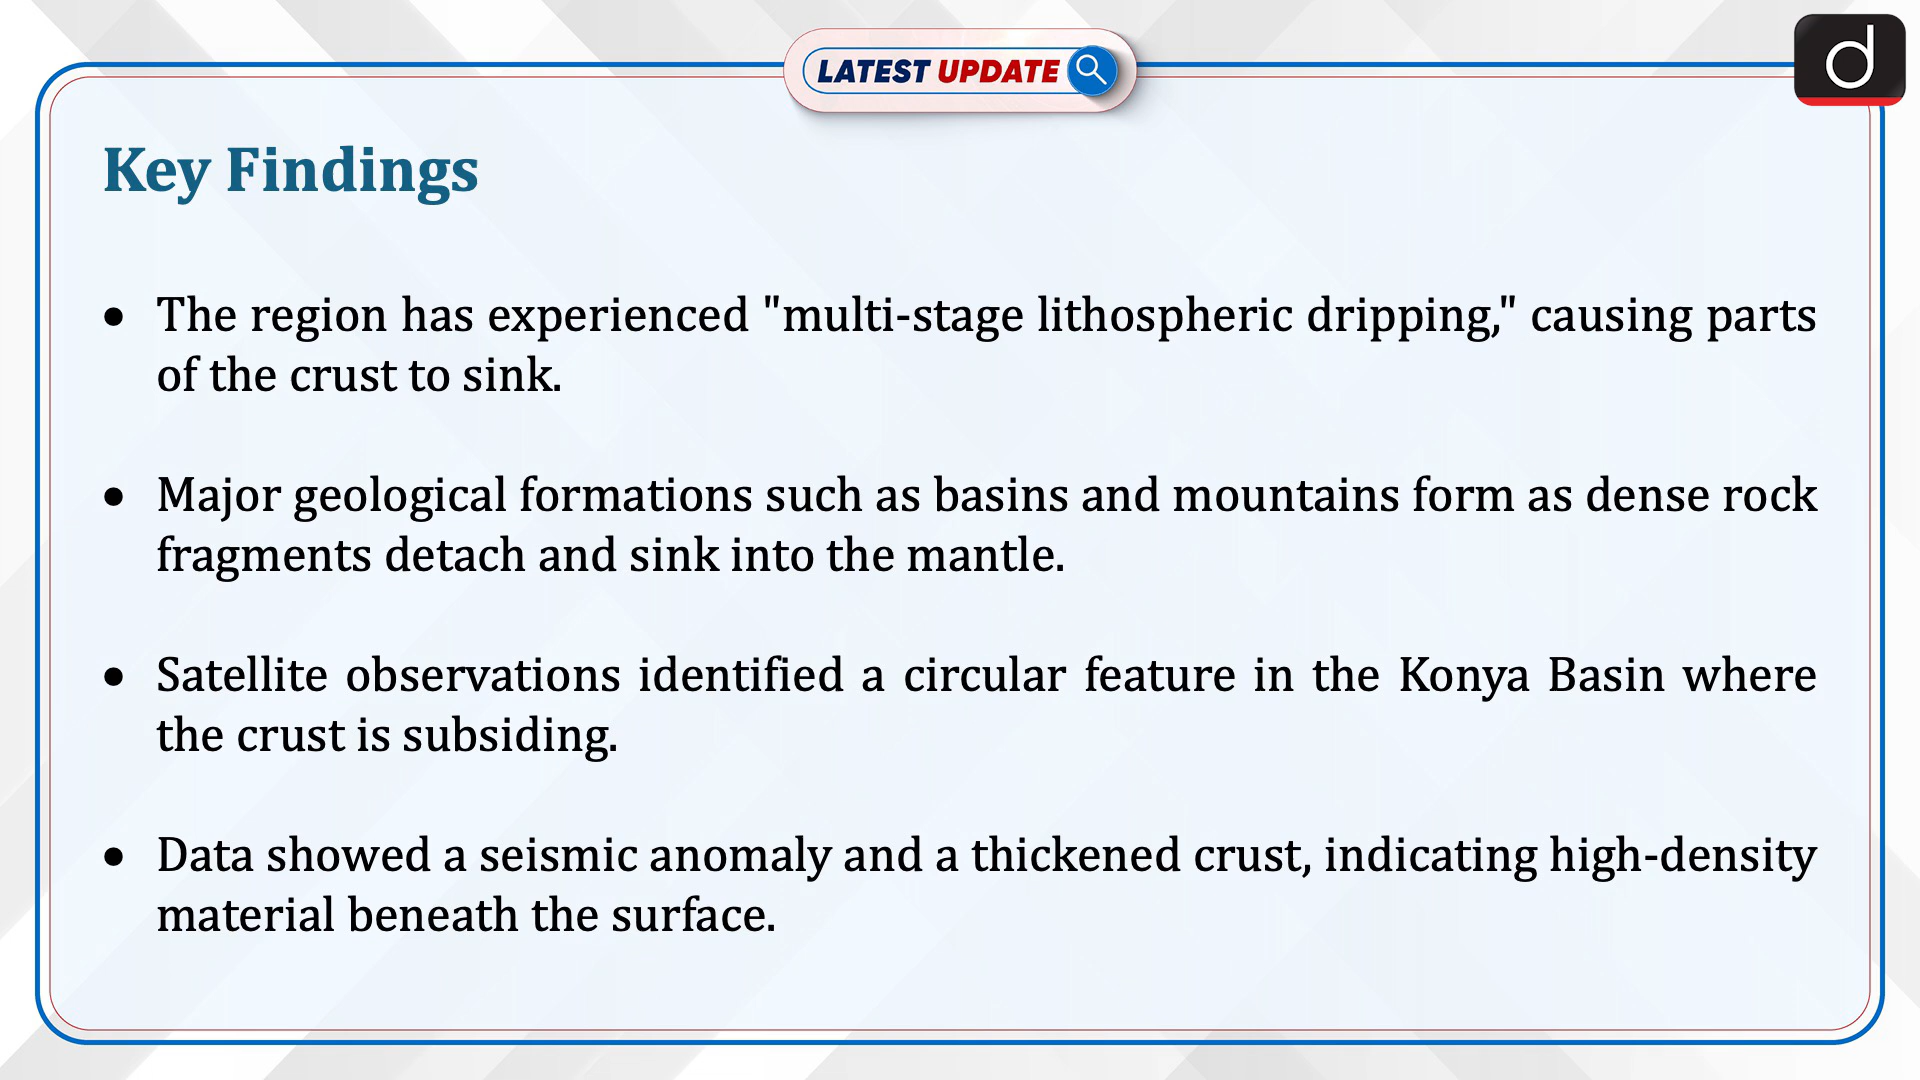 LATEST UPDATE
d
Key Findings
• The region has experienced "multi-stage lithospheric dripping," causing parts
of the crust to sink.
• Major geological formations such as basins and mountains form as dense rock
fragments detach and sink into the mantle.
• Satellite observations identified a circular feature in the Konya Basin where
the crust is subsiding.
• Data showed a seismic anomaly and a thickened crust, indicating high-density
material beneath the surface.